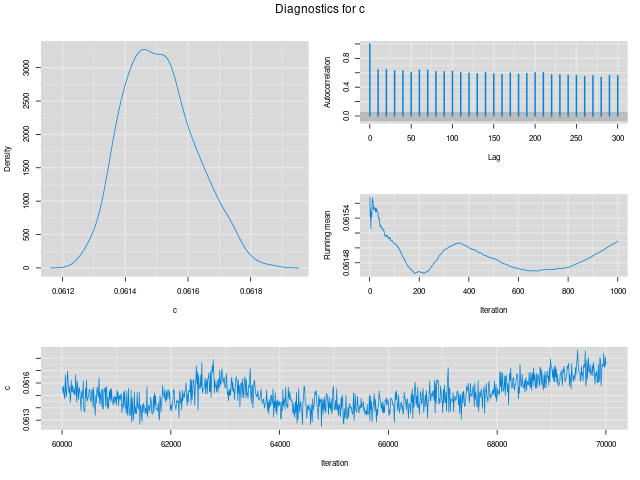 Diagnostics for c
Density
0 500 1000 1500 2000 2500 3000
0.0612 0.0614 0.0616 0.0618
c
Autocorrelation
0.0 0.4 0.8
0 50 100 150 200 250 300
Lag
Running mean
0.06148 0.06154
0 200 400 600 800 1000
Iteration
c
0.0613 0.0616
60000 62000 64000 66000 68000 70000
Iteration